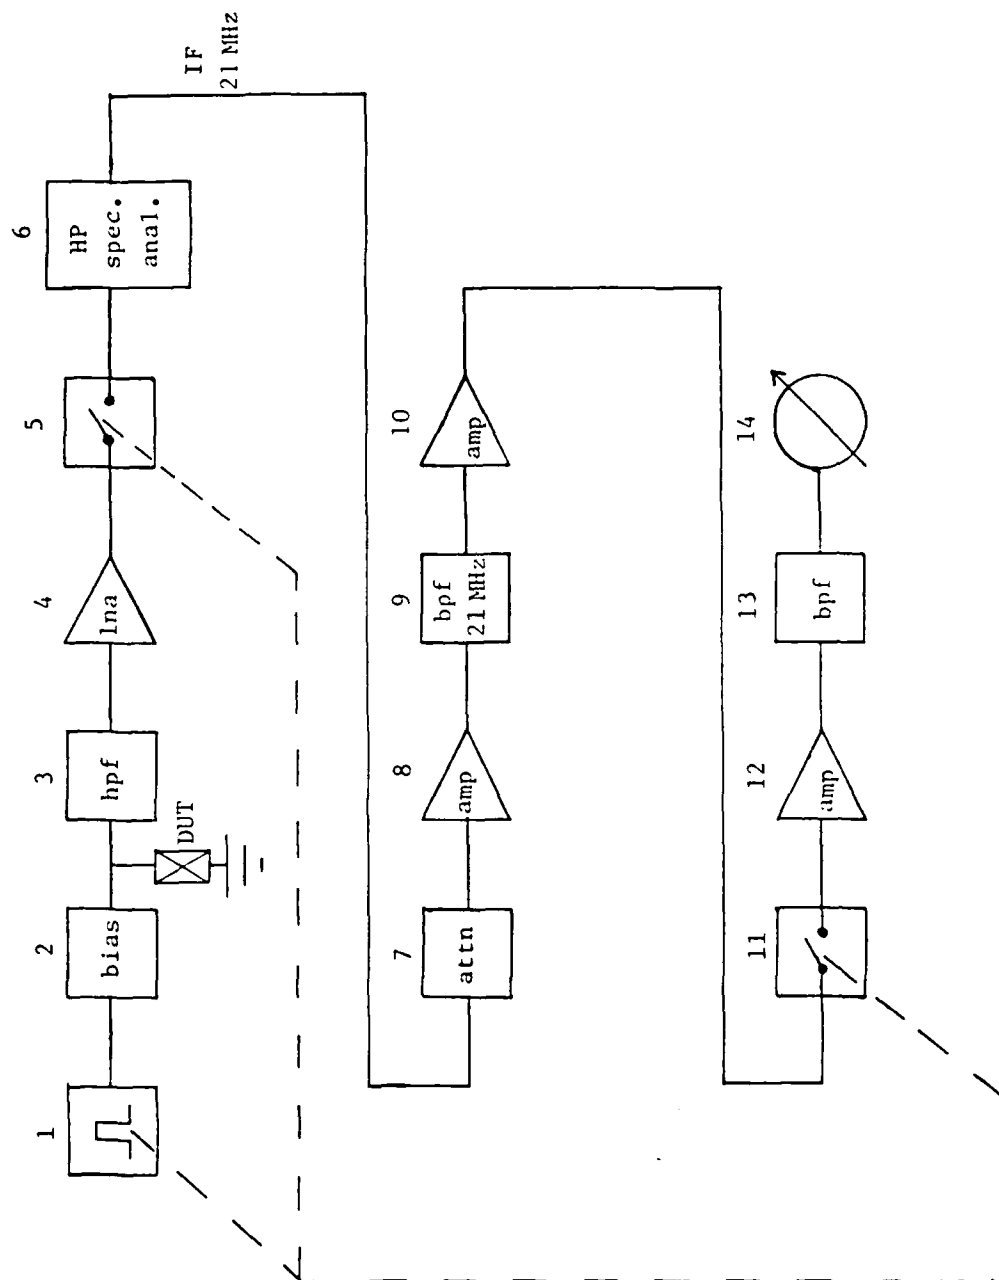 1
2
3
4
5
6
bias
hpf
lna
HP
spec.
anal.
DUT
IF
21 MHz
7
8
9
10
attn
amp
bpf
21 MHz
amp
11
12
13
14
amp
bpf